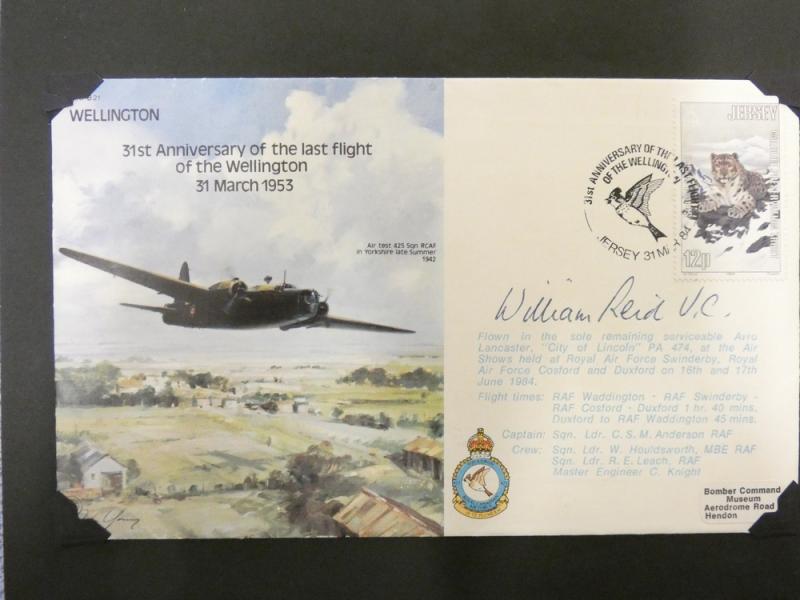 B21
WELLINGTON
31st Anniversary of the last flight
of the Wellington
31 March 1953
Air test 425 Sqn RCAF
in Yorkshire late Summer
1942
JERSEY
12p
31st ANNIVERSARY OF THE LAST FLIGHT
OF THE WELLINGTON
JERSEY 31 MAY 84
William Reid V.C.
Flown in the sole remaining serviceable Avro
Lancaster, "City of Lincoln" PA 474, at the Air
Shows held at Royal Air Force Swinderby, Royal
Air Force Cosford and Duxford on 16th and 17th
June 1984.
Flight times: RAF Waddington - RAF Swinderby -
RAF Cosford - Duxford 1 hr. 40 mins.
Duxford to RAF Waddington 45 mins.
Captain: Sqn. Ldr. C.S.M. Anderson RAF
Crew: Sqn. Ldr. W. Houldsworth, MBE RAF
Sqn. Ldr. R.E. Leach, RAF
Master Engineer C. Knight
Bomber Command
Museum
Aerodrome Road
Hendon
Young